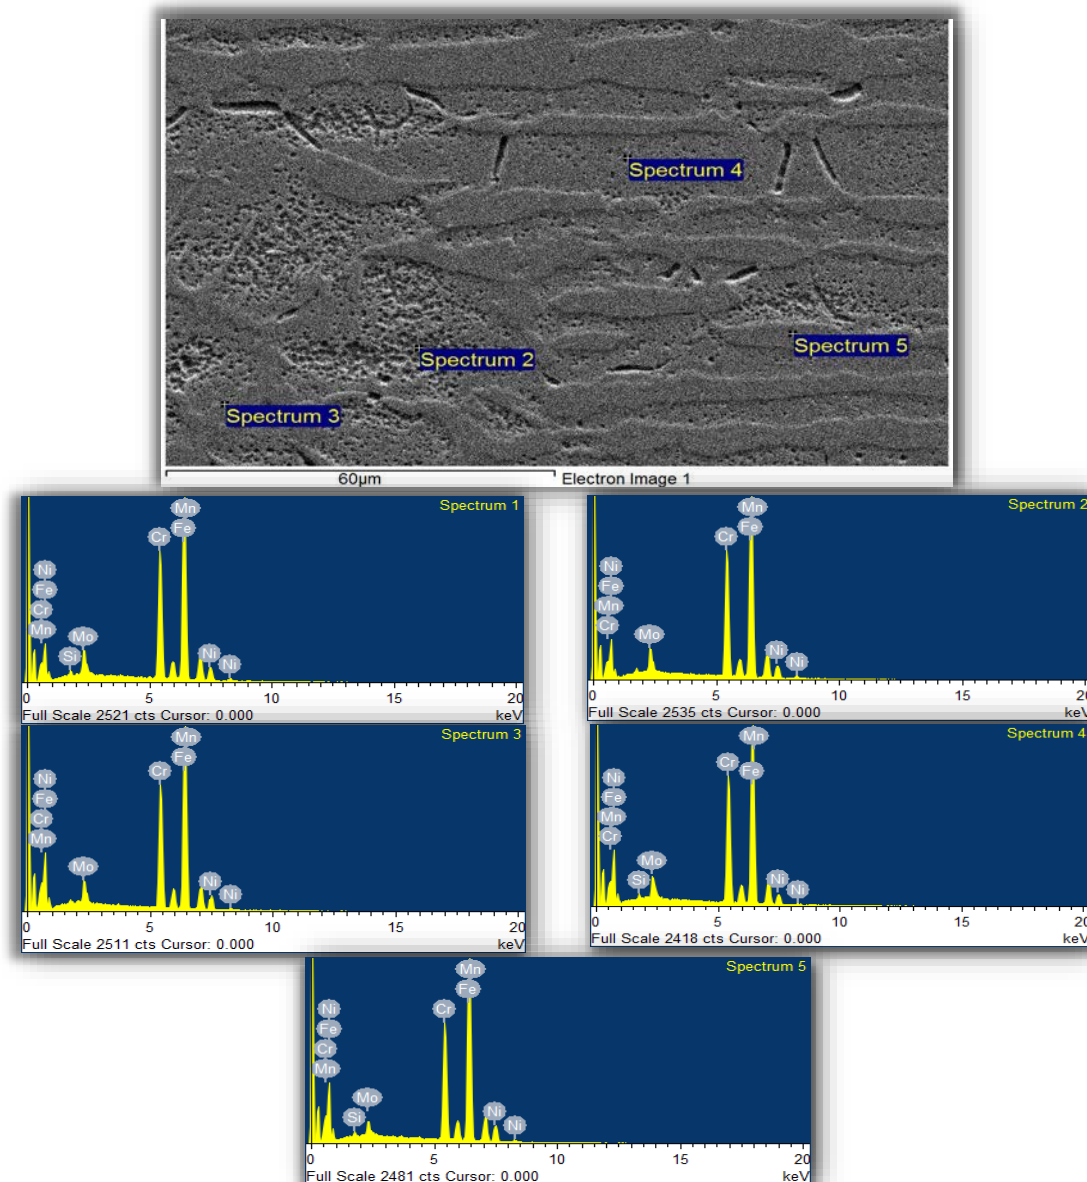 Spectrum 4
Spectrum 5
Spectrum 2
Spectrum 3
60µm Electron Image 1
Spectrum 1
Mn
Cr
Fe
Ni
Fe
Cr
Mn
Si
Mo
Ni
Ni
0 5 10 15 20
Full Scale 2521 cts Cursor: 0.000 keV
Spectrum 2
Mn
Cr
Fe
Ni
Fe
Mn
Cr
Mo
Ni
Ni
0 5 10 15 20
Full Scale 2535 cts Cursor: 0.000 keV
Spectrum 3
Mn
Fe
Cr
Ni
Fe
Cr
Mn
Mo
Ni
Ni
0 5 10 15 20
Full Scale 2511 cts Cursor: 0.000 keV
Spectrum 4
Mn
Cr
Fe
Ni
Fe
Mn
Cr
Si
Mo
Ni
Ni
0 5 10 15 20
Full Scale 2418 cts Cursor: 0.000 keV
Spectrum 5
Mn
Fe
Cr
Ni
Fe
Cr
Mn
Si
Mo
Ni
Ni
0 5 10 15 20
Full Scale 2481 cts Cursor: 0.000 keV